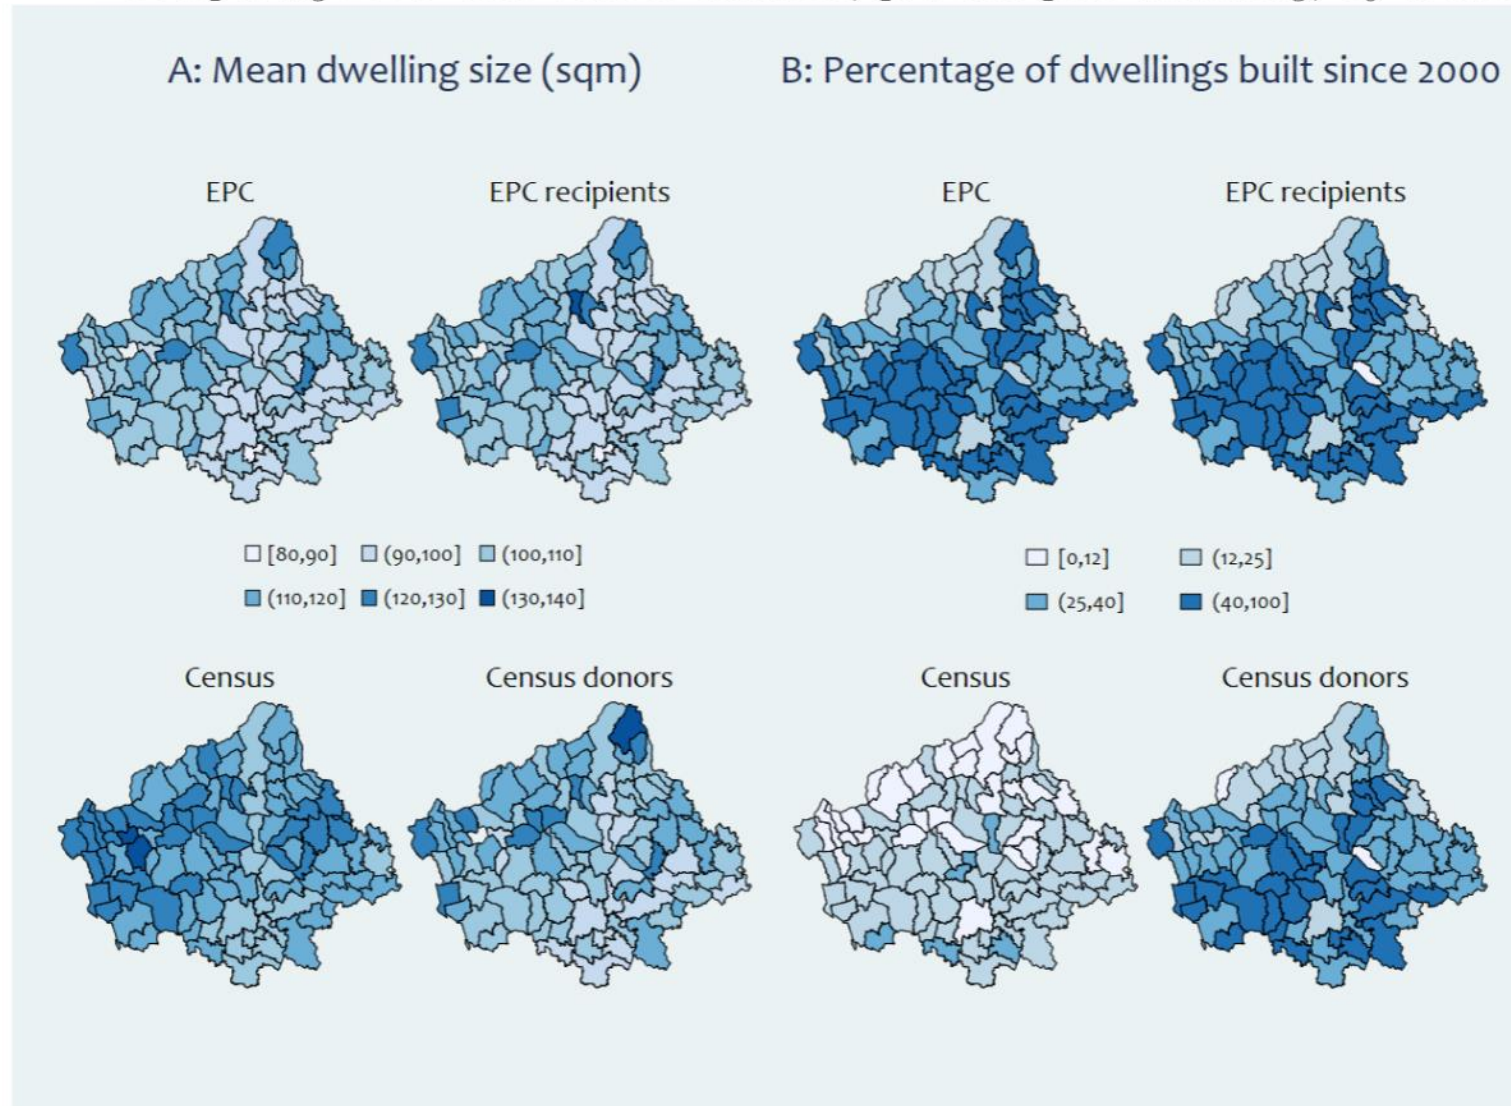 A: Mean dwelling size (sqm)
B: Percentage of dwellings built since 2000
EPC
EPC recipients
EPC
EPC recipients
[80,90] (90,100] (100,110]
(110,120] (120,130] (130,140]
[0,12] (12,25]
(25,40] (40,100]
Census
Census donors
Census
Census donors